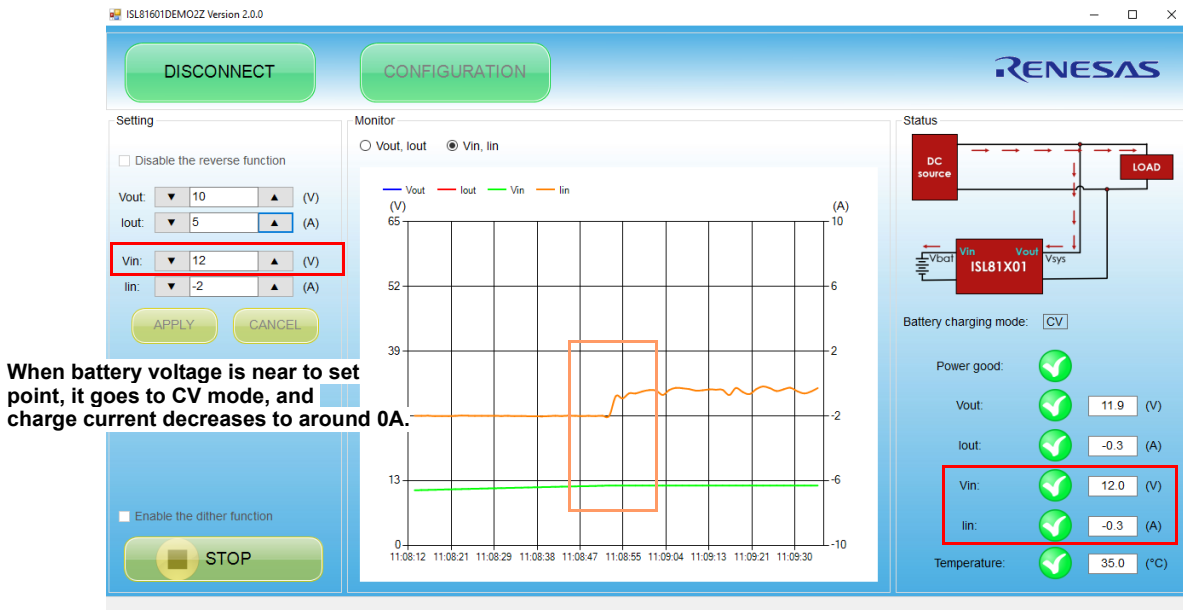 ISL81601DEMO2Z Version 2.0.0
DISCONNECT
CONFIGURATION
RENESAS
Setting
Disable the reverse function
Vout: 10 (V)
Iout: 5 (A)
Vin: 12 (V)
Iin: -2 (A)
APPLY CANCEL
When battery voltage is near to set
point, it goes to CV mode, and
charge current decreases to around 0A.
Enable the dither function
STOP
Monitor
Vout, Iout Vin, Iin
Vout Iout Vin Iin
(V) (A)
65 10
52 6
39 2
-2
13 -6
0 -10
11:08:12 11:08:21 11:08:29 11:08:38 11:08:47 11:08:55 11:09:04 11:09:13 11:09:21 11:09:30
Status
DC
source
LOAD
Vbat Vin Vout Vsys
ISL81X01
Battery charging mode: CV
Power good:
Vout: 11.9 (V)
Iout: -0.3 (A)
Vin: 12.0 (V)
Iin: -0.3 (A)
Temperature: 35.0 (°C)